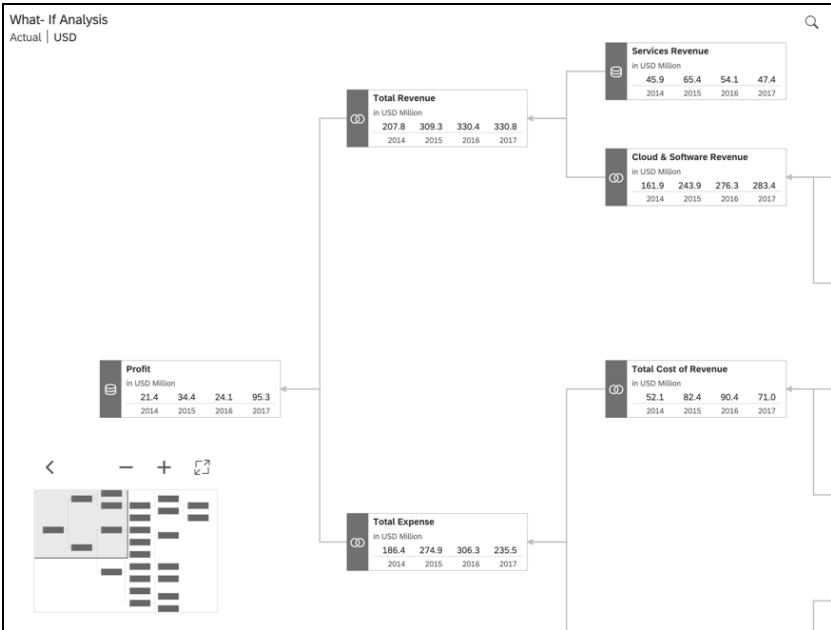 What- If Analysis
Actual | USD
Services Revenue
in USD Million
45.9 65.4 54.1 47.4
2014 2015 2016 2017
Total Revenue
in USD Million
207.8 309.3 330.4 330.8
2014 2015 2016 2017
Cloud & Software Revenue
in USD Million
161.9 243.9 276.3 283.4
2014 2015 2016 2017
Profit
in USD Million
21.4 34.4 24.1 95.3
2014 2015 2016 2017
Total Cost of Revenue
in USD Million
52.1 82.4 90.4 71.0
2014 2015 2016 2017
Total Expense
in USD Million
186.4 274.9 306.3 235.5
2014 2015 2016 2017